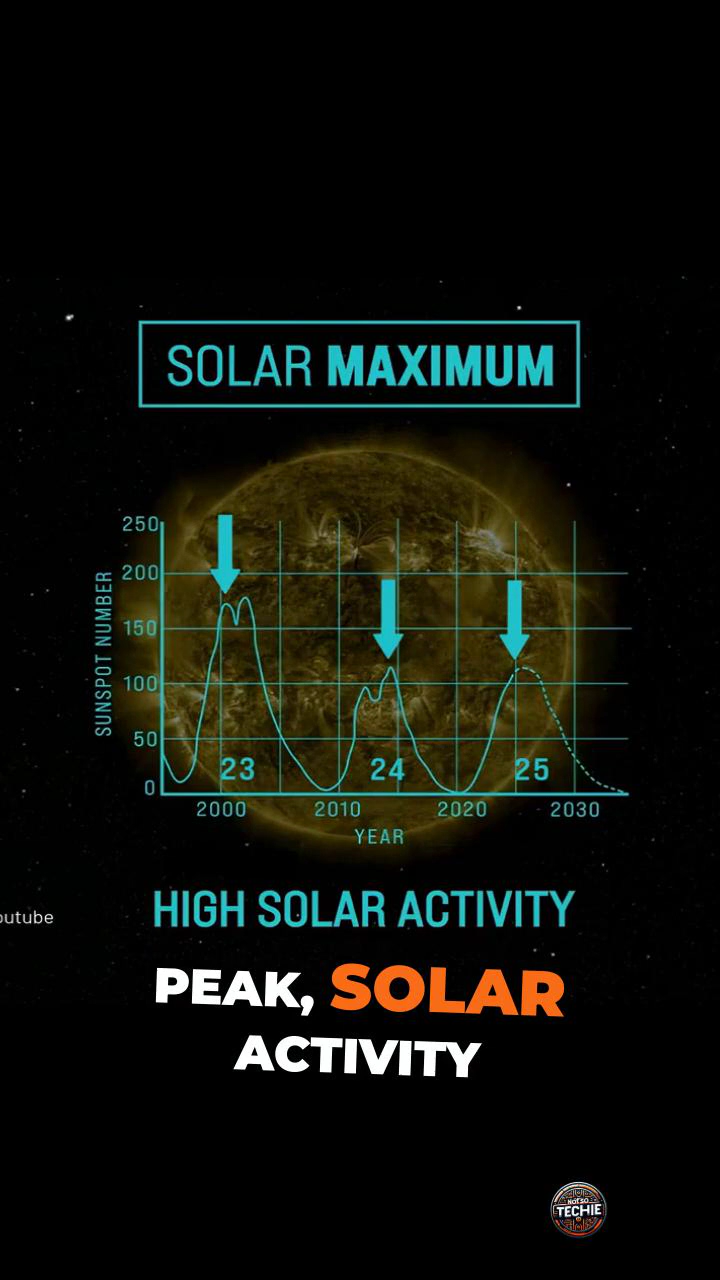 SOLAR MAXIMUM
250
200
150
100
50
0
SUNSPOT NUMBER
23 24 25
2000 2010 2020 2030
YEAR
HIGH SOLAR ACTIVITY
outube
PEAK, SOLAR
ACTIVITY
NOT SO
TECHIE